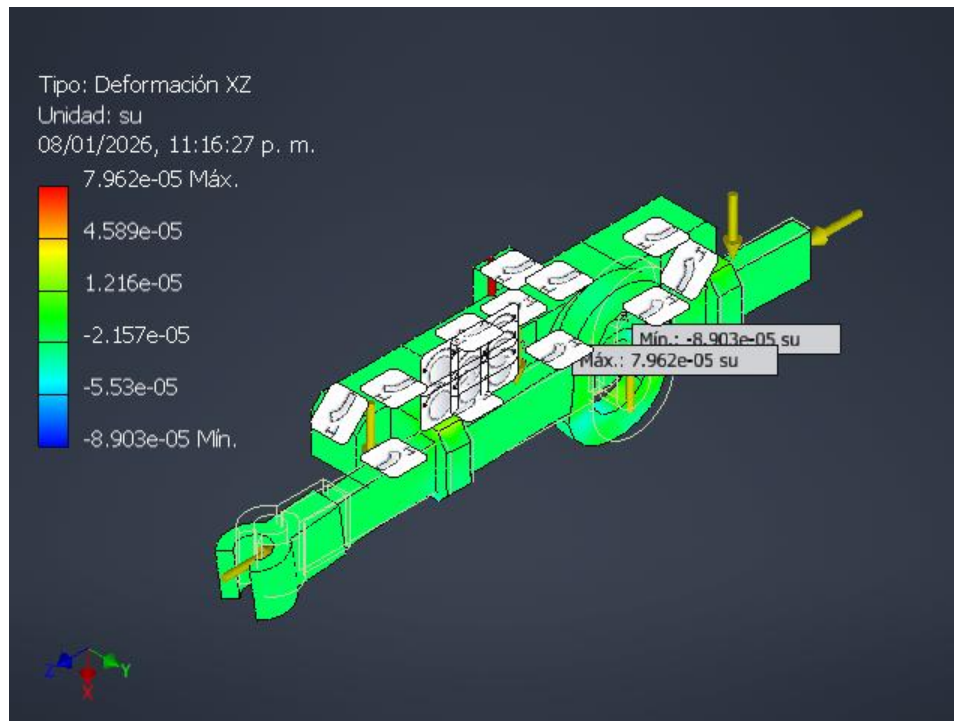 Tipo: Deformación XZ
Unidad: su
08/01/2026, 11:16:27 p. m.
7.962e-05 Máx.
4.589e-05
1.216e-05
-2.157e-05
-5.53e-05
-8.903e-05 Mín.
Mín.: -8.903e-05 su
Máx.: 7.962e-05 su
Z
Y
X